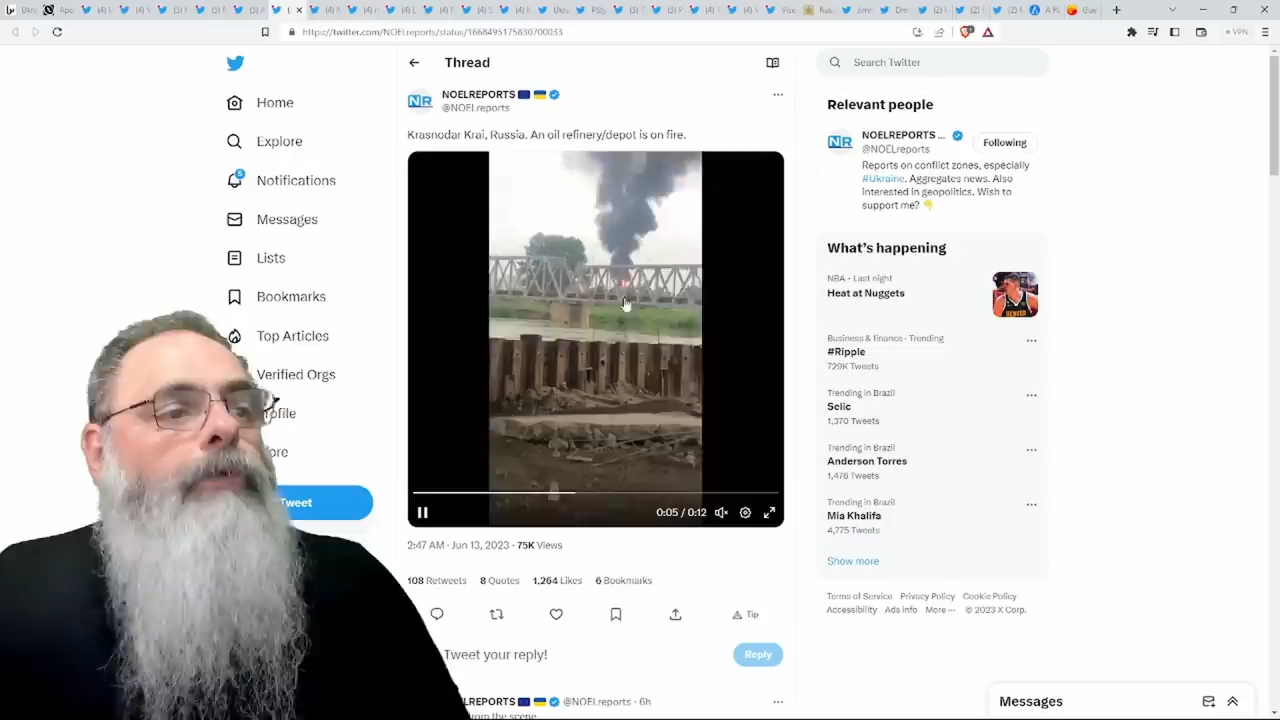 https://twitter.com/NOELreports/status/1668495175830700033
VPN
Home
Explore
6
Notifications
Messages
Lists
Bookmarks
Top Articles
Verified Orgs
Tweet
Thread
NOELREPORTS
@NOELreports
Krasnodar Krai, Russia. An oil refinery/depot is on fire.
0:05 / 0:12
2:47 AM · Jun 13, 2023 · 75K Views
108 Retweets 8 Quotes 1,264 Likes 6 Bookmarks
Tip
Tweet your reply!
Reply
LREPORTS @NOELreports · 6h
from the scene
Search Twitter
Relevant people
NR
NOELREPORTS ...
@NOELreports
Following
Reports on conflict zones, especially
#Ukraine. Aggregates news. Also
interested in geopolitics. Wish to
support me?
What's happening
NBA · Last night
Heat at Nuggets
Business & finance · Trending
#Ripple
729K Tweets
Trending in Brazil
Selic
1,370 Tweets
Trending in Brazil
Anderson Torres
1,476 Tweets
Trending in Brazil
Mia Khalifa
4,775 Tweets
Show more
Terms of Service Privacy Policy Cookie Policy
Accessibility Ads info More ··· © 2023 X Corp.
Messages